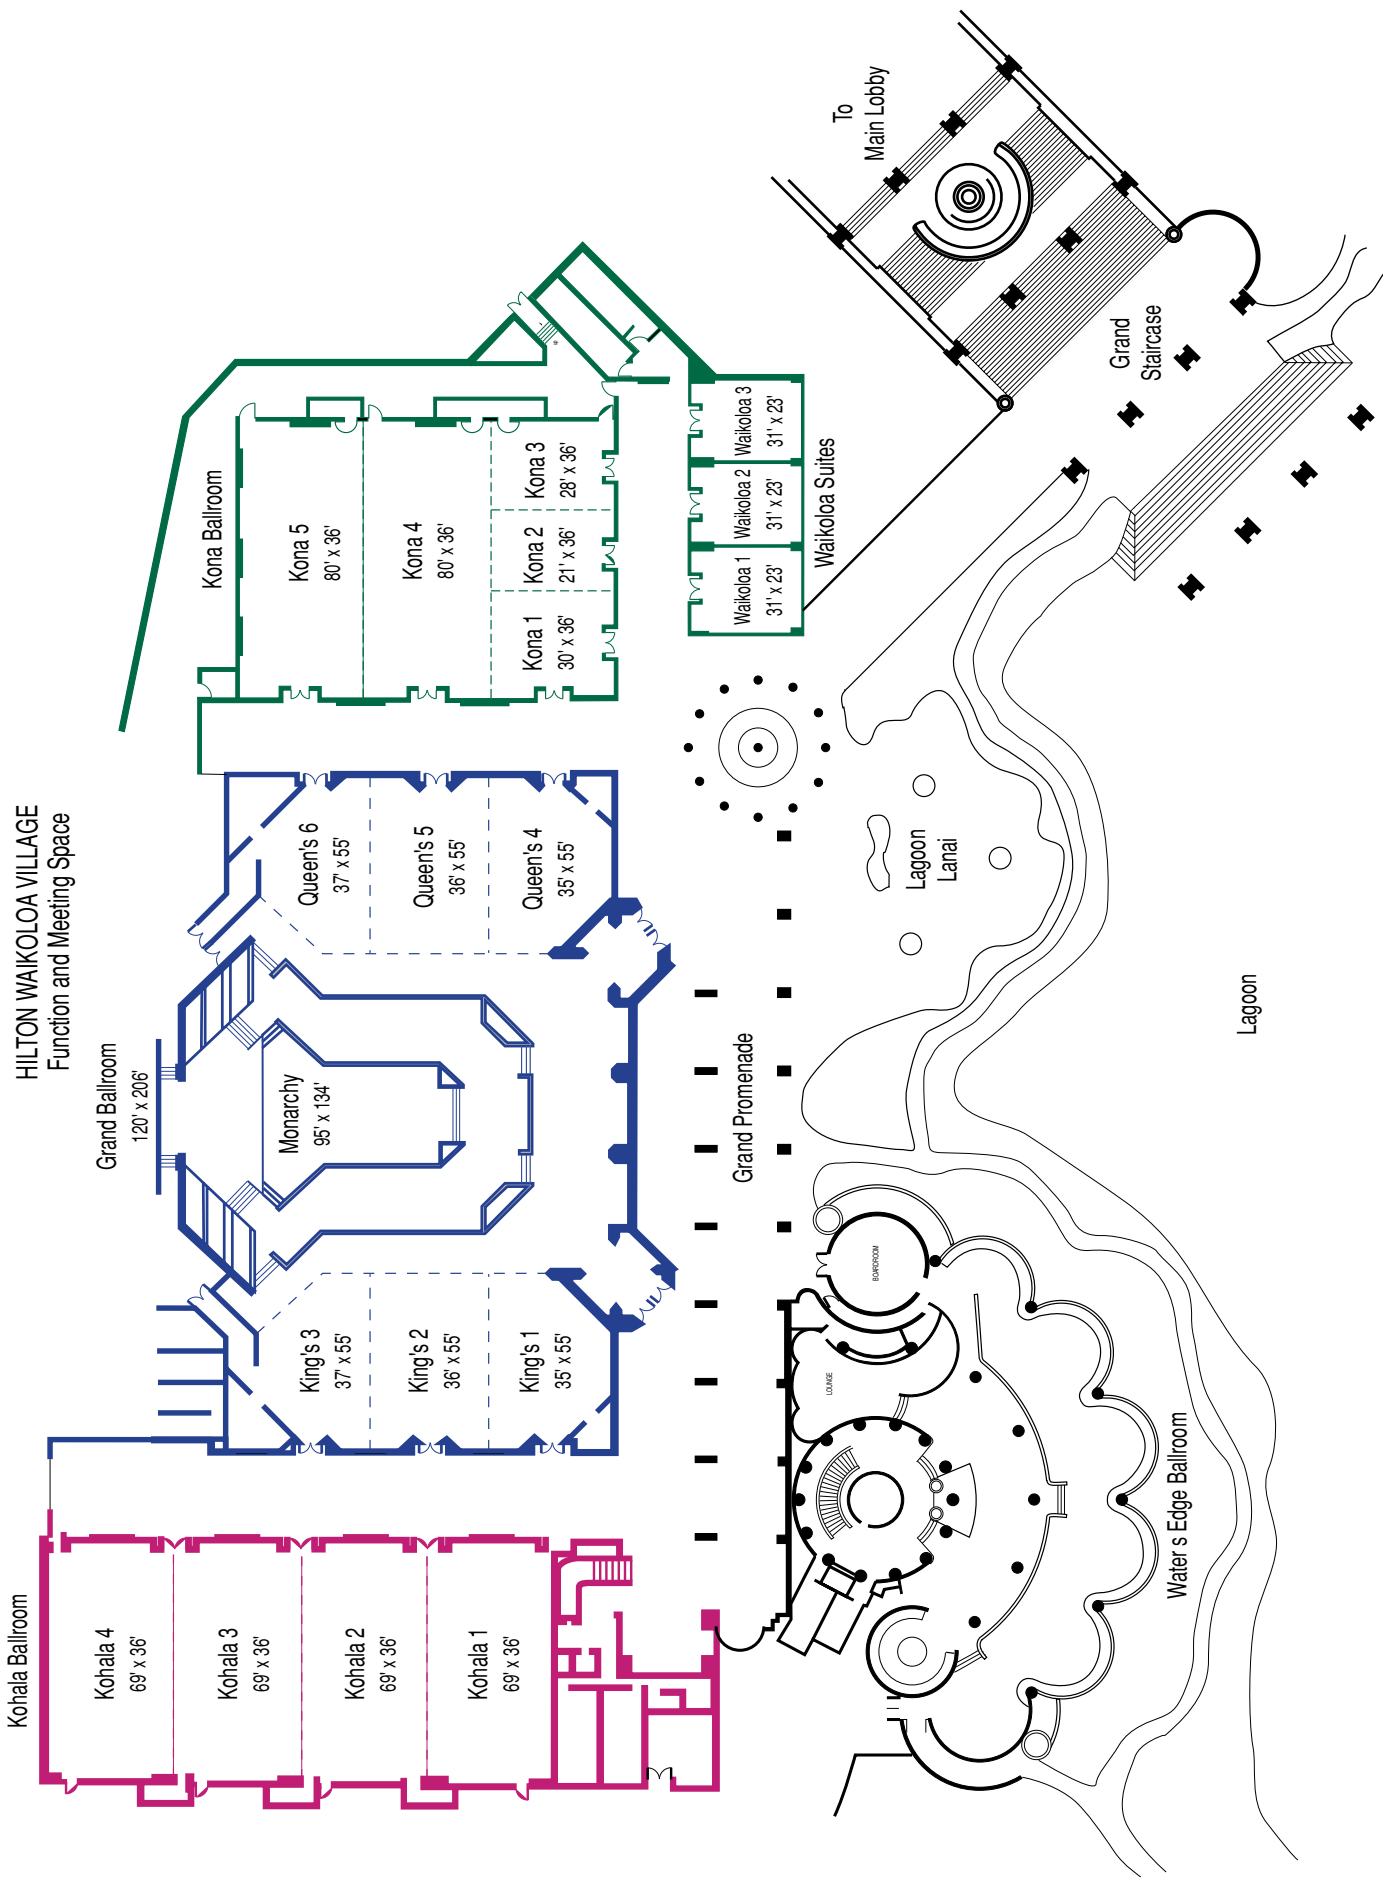 HILTON WAIKOLOA VILLAGE
Function and Meeting Space
Kohala Ballroom
Kohala 4
69' x 36'
Kohala 3
69' x 36'
Kohala 2
69' x 36'
Kohala 1
69' x 36'
Grand Ballroom
120' x 206'
King's 3
37' x 55'
King's 2
36' x 55'
King's 1
35' x 55'
Monarchy
95' x 134'
Queen's 6
37' x 55'
Queen's 5
36' x 55'
Queen's 4
35' x 55'
Kona Ballroom
Kona 5
80' x 36'
Kona 4
80' x 36'
Kona 1
30' x 36'
Kona 2
21' x 36'
Kona 3
28' x 36'
Waikoloa 1
31' x 23'
Waikoloa 2
31' x 23'
Waikoloa 3
31' x 23'
Waikoloa Suites
To
Main Lobby
Grand
Staircase
Grand Promenade
Lagoon
Lanai
Lagoon
BOARDROOM
LOUNGE
Water s Edge Ballroom